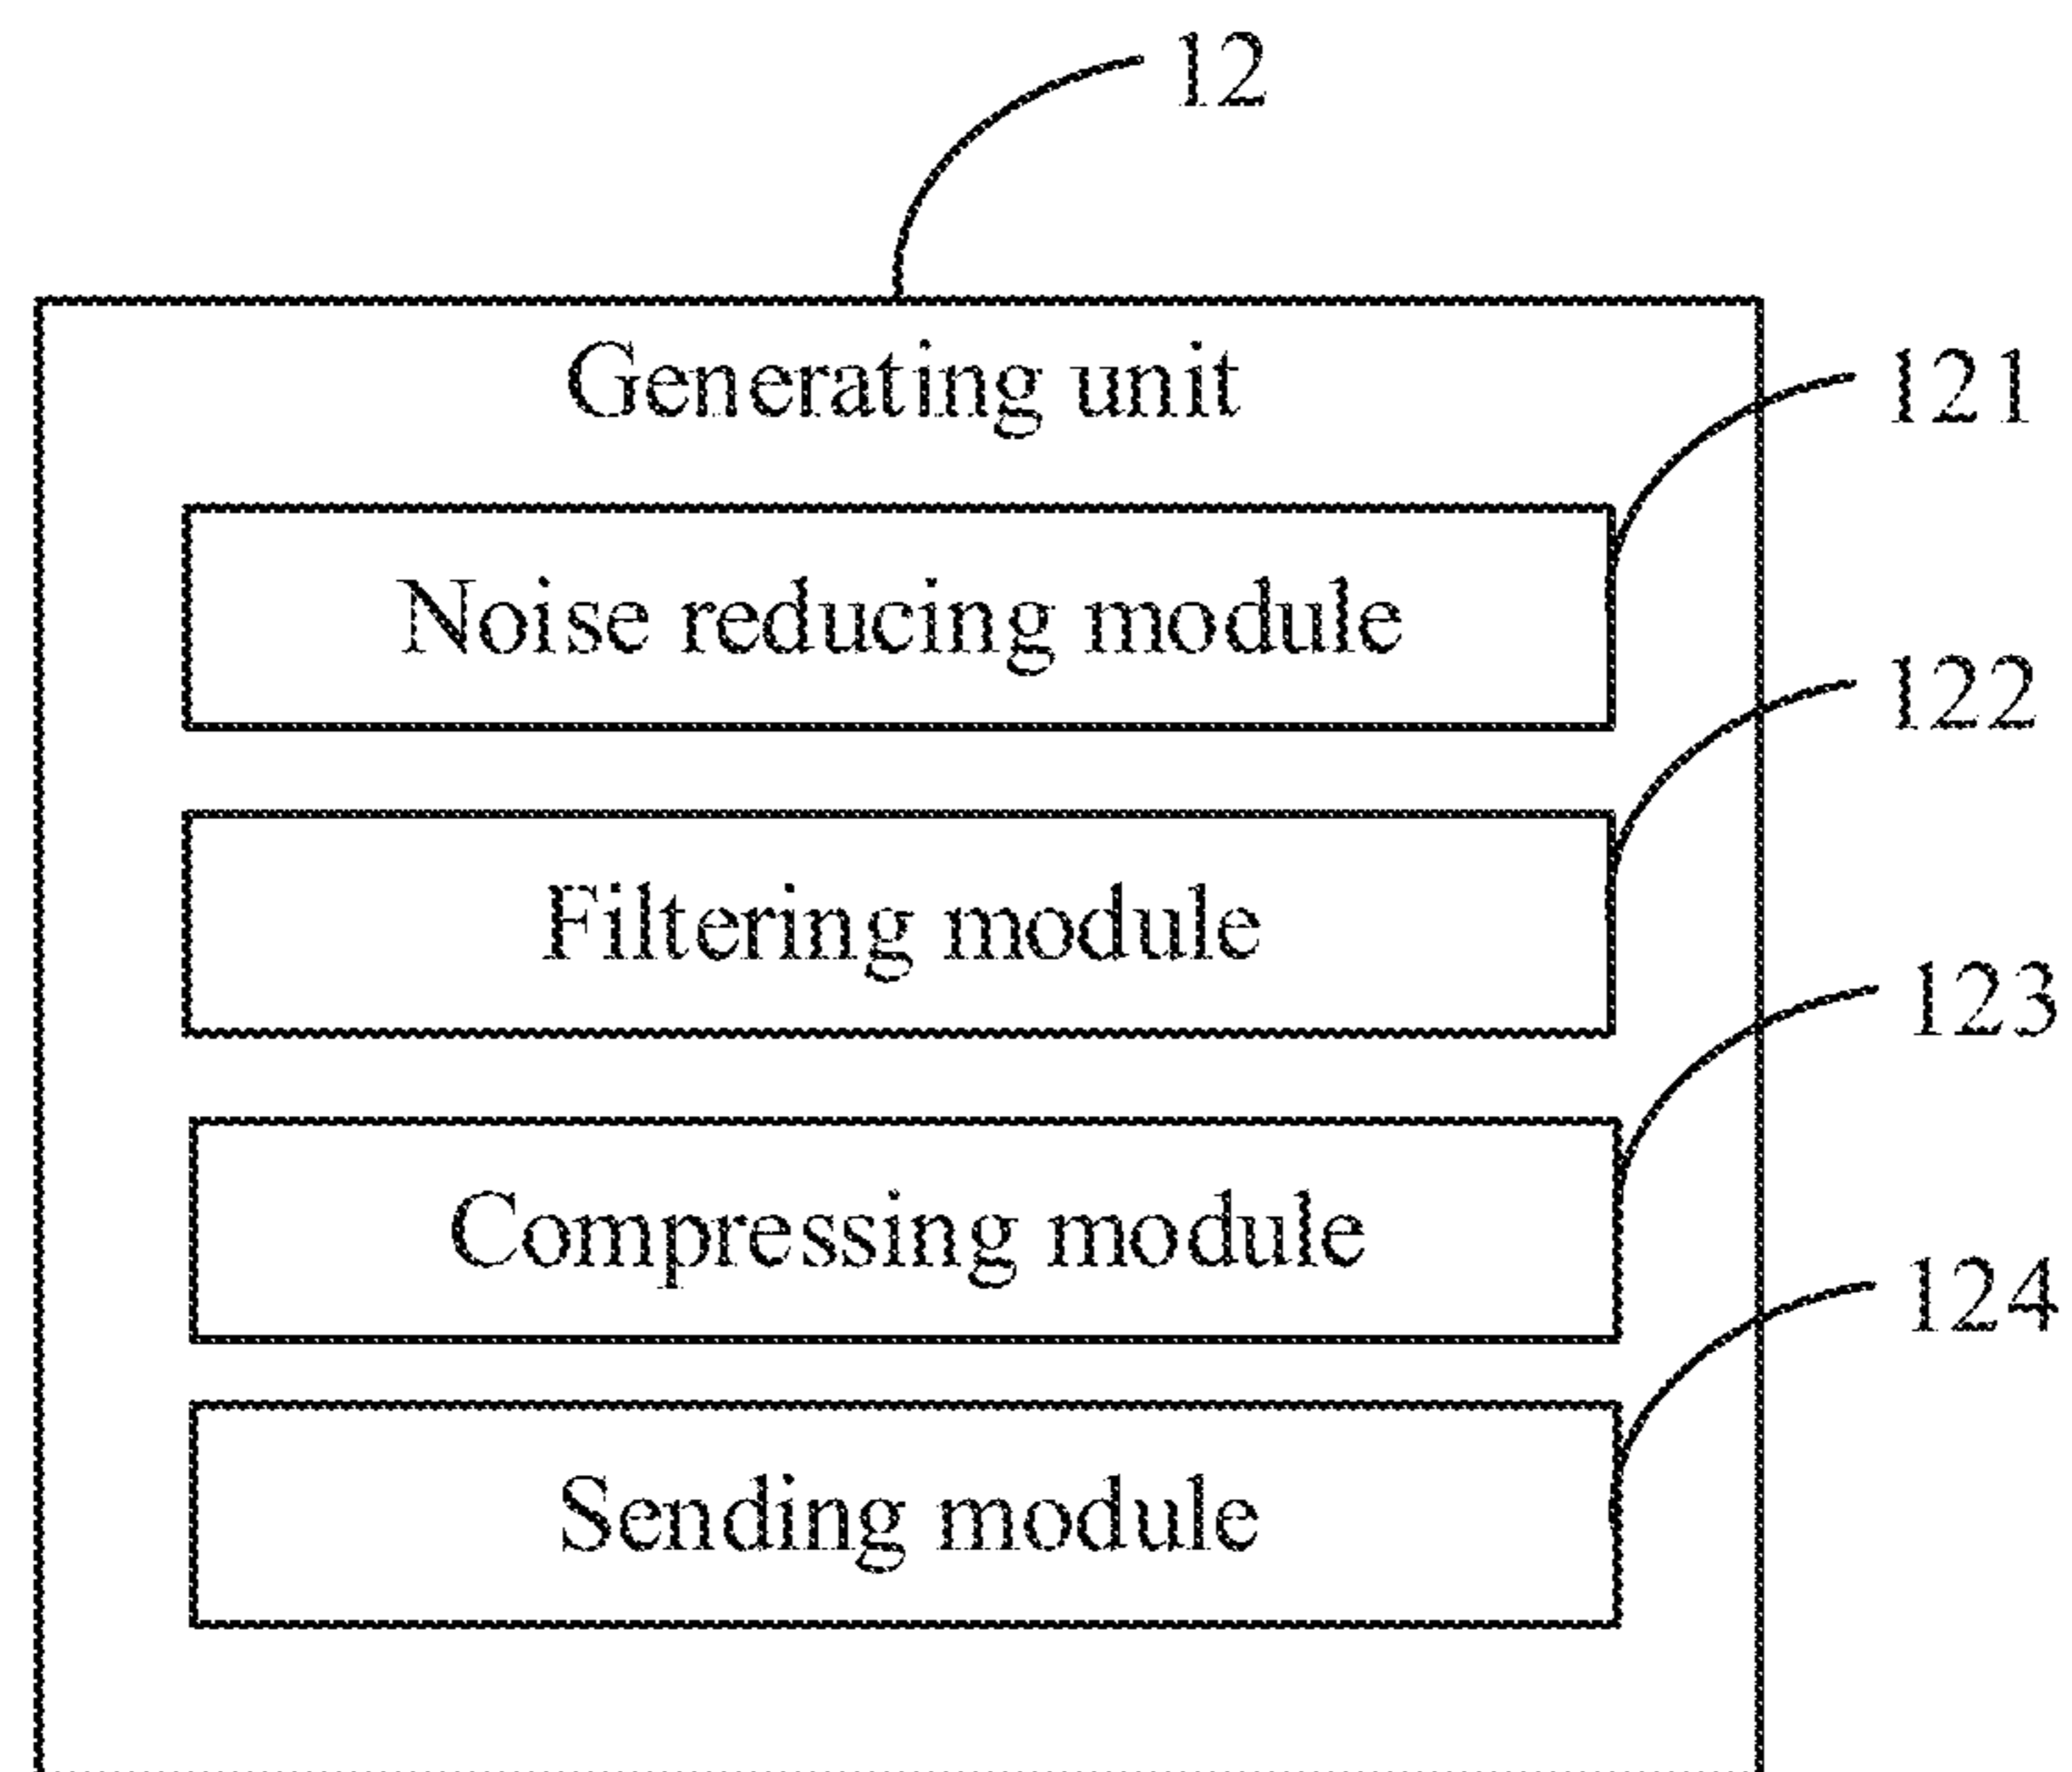 12
Generating unit
121
Noise reducing module
122
Filtering module
123
Compressing module
124
Sending module